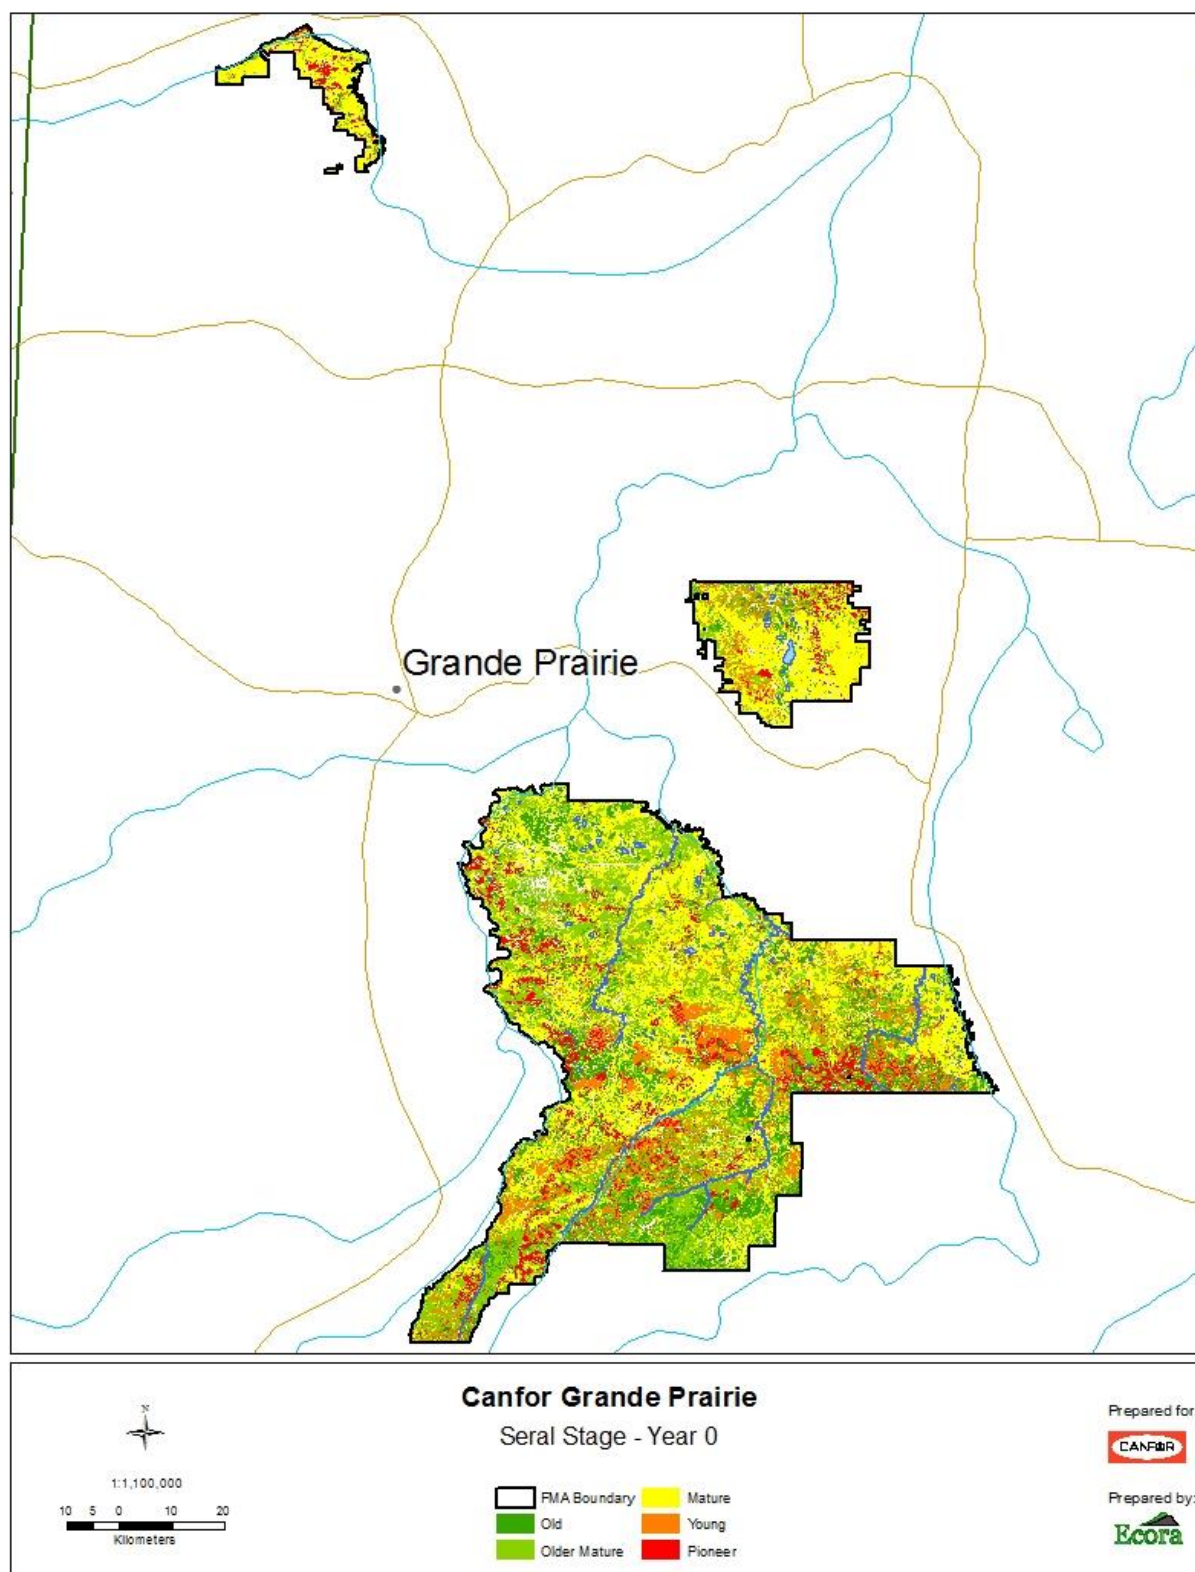 Grande Prairie
Canfor Grande Prairie
Seral Stage - Year 0
N
1:1,100,000
10 5 0 10 20
Kilometers
FMA Boundary
Mature
Old
Young
Older Mature
Pioneer
Prepared for
CANFOR
Prepared by:
Ecora